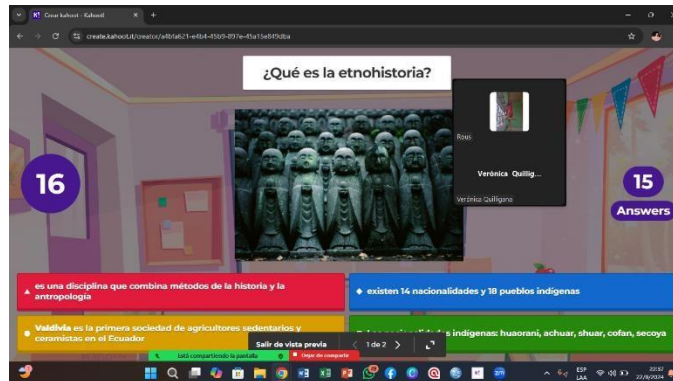 Crear kahoot - Kahoot!
create.kahoot.it/creator/a4bfa621-e4b4-45b9-897e-45a15e849dba
¿Qué es la etnohistoria?
Rous
Verónica Quillig...
Verónica Quilligana
16
15
Answers
es una disciplina que combina métodos de la historia y la
antropología
existen 14 nacionalidades y 18 pueblos indígenas
Valdivia es la primera sociedad de agricultores sedentarios y
ceramistas en el Ecuador
indígenas: huaorani, achuar, shuar, cofan, secoya
Salir de vista previa
1 de 2
Está compartiendo la pantalla
Dejar de compartir
ESP
LAA
22:57
22/8/2024